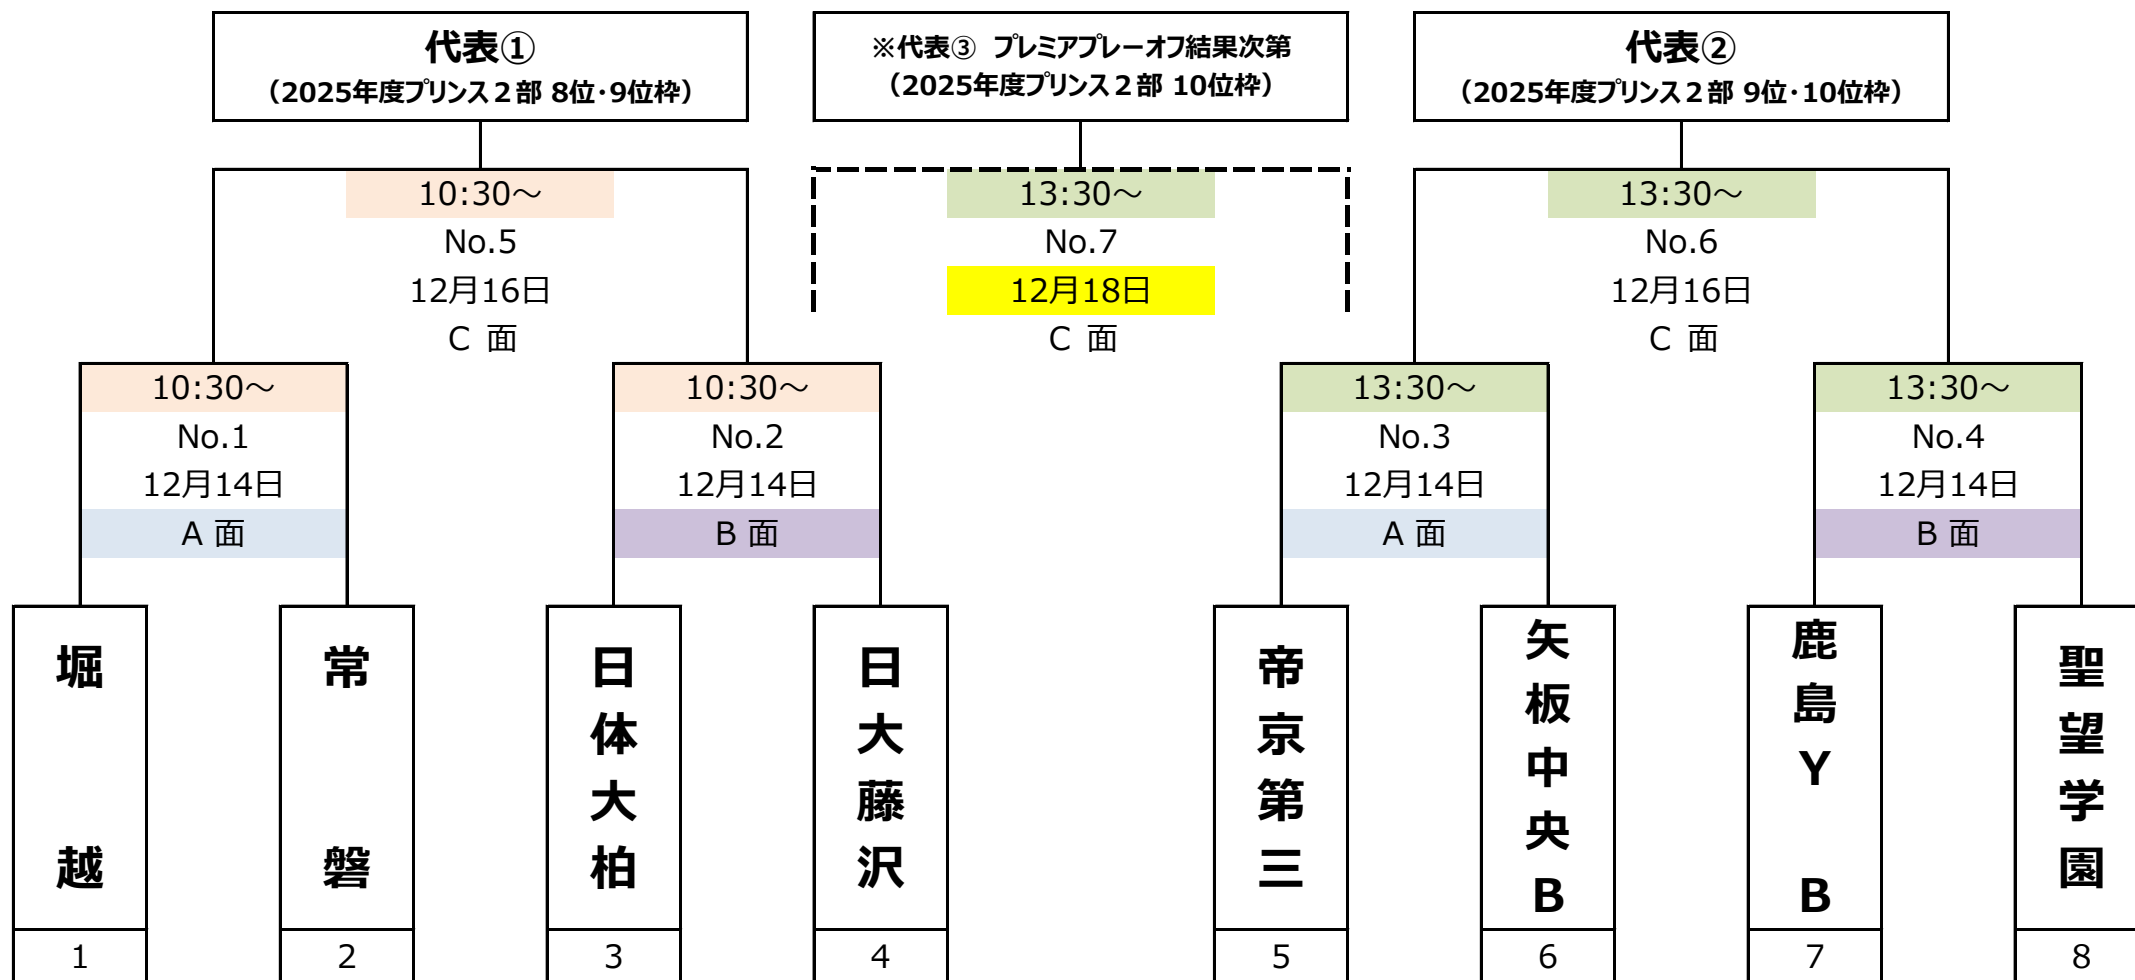 代表①
（2025年度プリンス２部 8位・9位枠）
※代表③　プレミアプレーオフ結果次第
（2025年度プリンス２部 10位枠）
代表②
（2025年度プリンス２部 9位・10位枠）
10:30～
No.5
12月16日
C 面
13:30～
No.7
12月18日
C 面
13:30～
No.6
12月16日
C 面
10:30～
No.1
12月14日
A 面
10:30～
No.2
12月14日
B 面
13:30～
No.3
12月14日
A 面
13:30～
No.4
12月14日
B 面
堀越
常磐
日体大柏
日大藤沢
帝京第三
矢板中央B
鹿島Y B
聖望学園
1
2
3
4
5
6
7
8